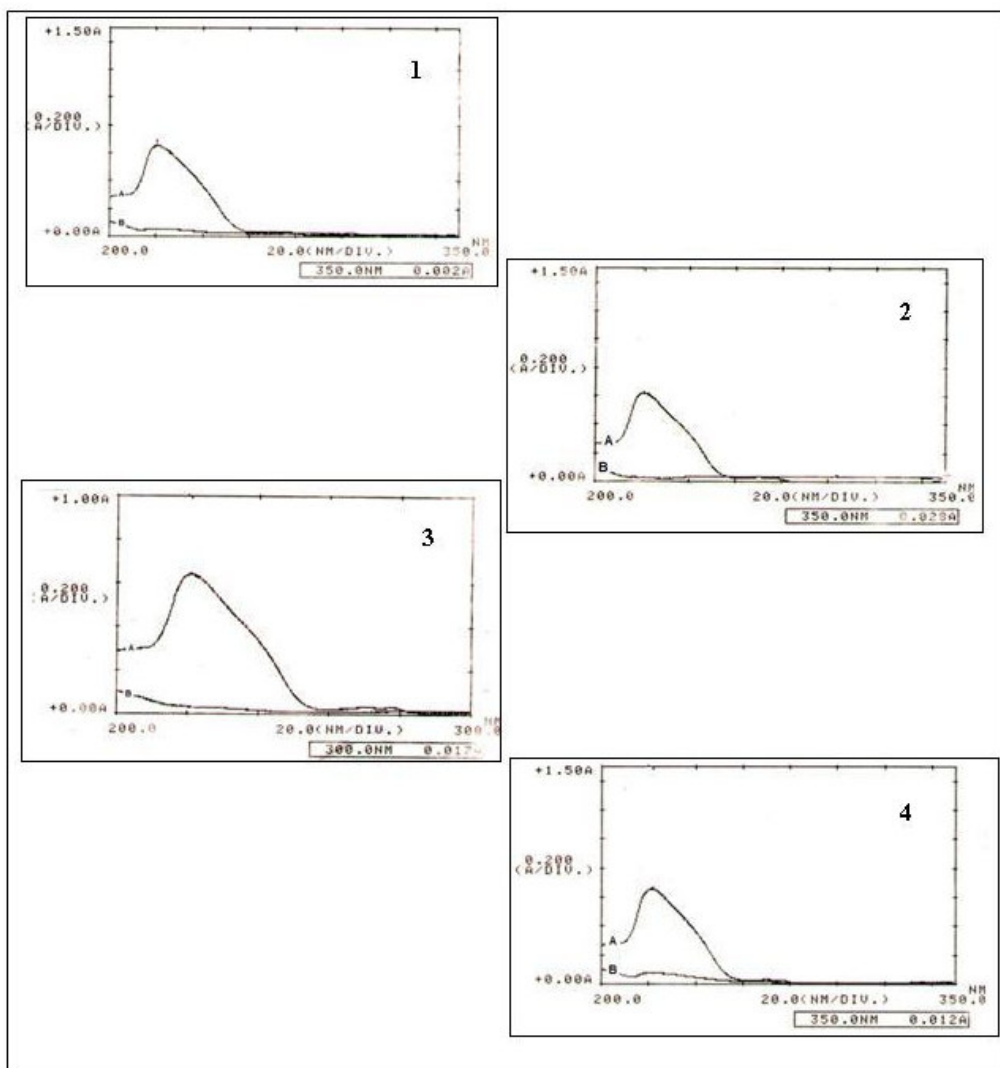 +1.50A
1
0.200
(A/DIV.)
A
B
+0.00A
NM
200.0 20.0(NM/DIV.) 350.0
350.0NM 0.002A
+1.50A
2
0.200
(A/DIV.)
A
B
+0.00A
NM
200.0 20.0(NM/DIV.) 350.0
350.0NM 0.028A
+1.00A
3
0.200
(A/DIV.)
A
B
+0.00A
NM
200.0 20.0(NM/DIV.) 300.0
300.0NM
+1.50A
4
0.200
(A/DIV.)
A
B
+0.00A
NM
200.0 20.0(NM/DIV.) 350.0
350.0NM 0.012A